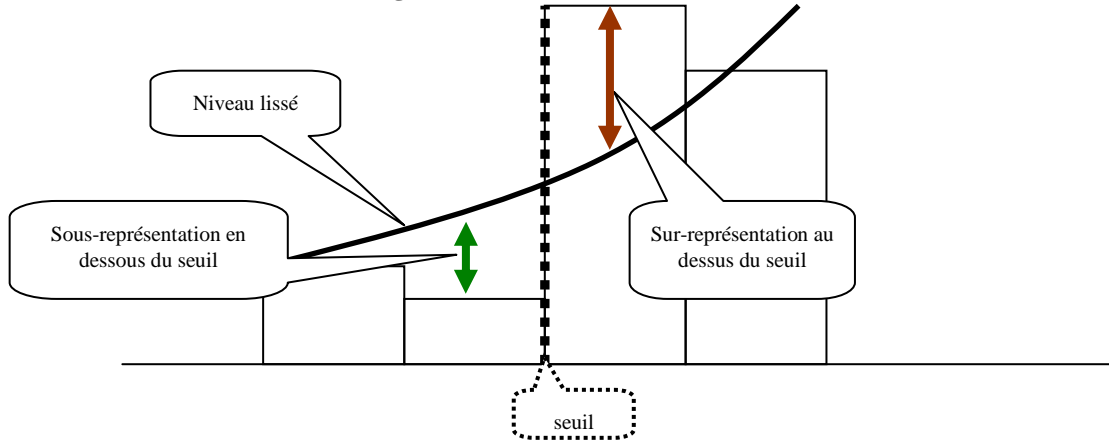 Niveau lissé
Sous-représentation en
dessous du seuil
Sur-représentation au
dessus du seuil
seuil